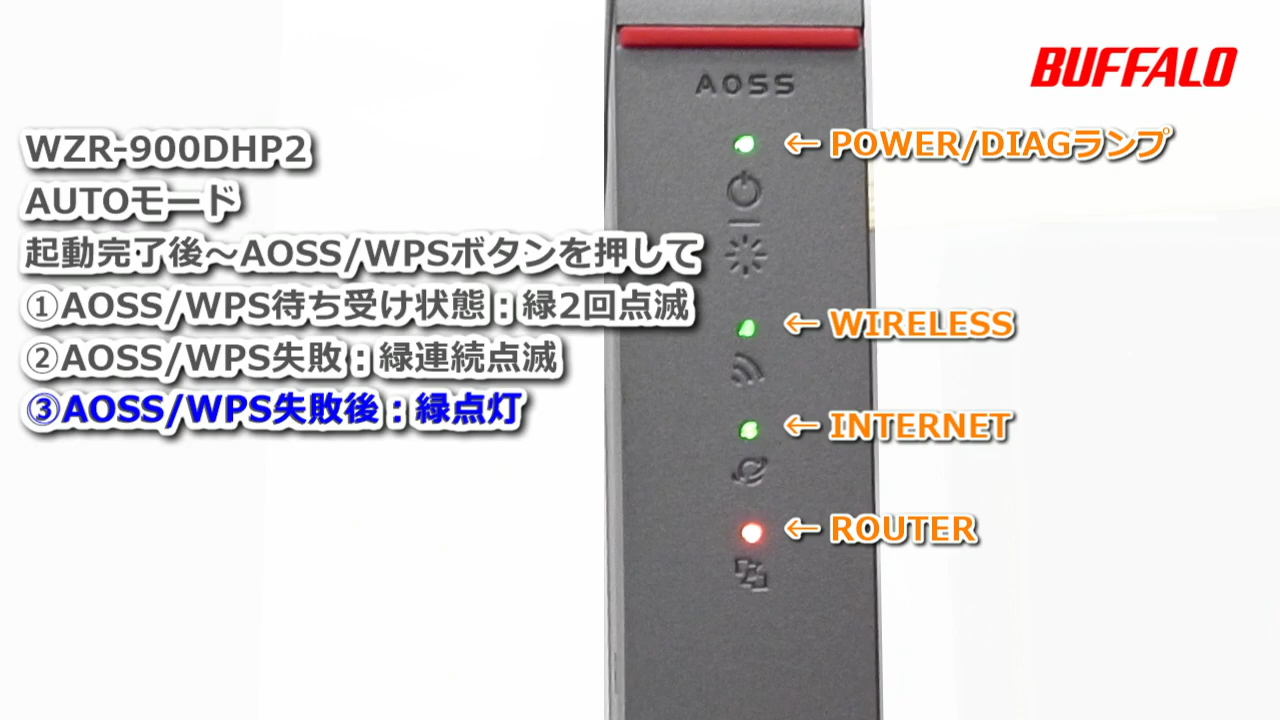 BUFFALO
AOSS
WZR-900DHP2
AUTOモード
起動完了後～AOSS/WPSボタンを押して
①AOSS/WPS待ち受け状態：緑2回点滅
②AOSS/WPS失敗：緑連続点滅
③AOSS/WPS失敗後：緑点灯
← POWER/DIAGランプ
← WIRELESS
← INTERNET
← ROUTER